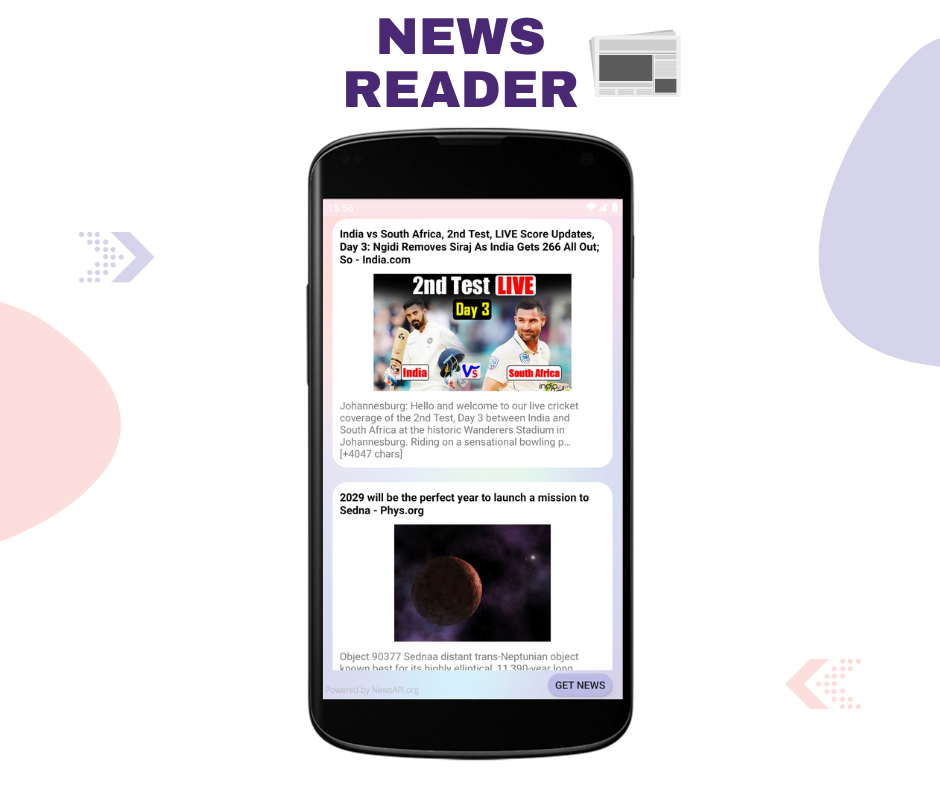 NEWS
READER
13:56
India vs South Africa, 2nd Test, LIVE Score Updates,
Day 3: Ngidi Removes Siraj As India Gets 266 All Out;
So - India.com
2nd Test LIVE
Day 3
India
Vs
South Africa
Johannesburg: Hello and welcome to our live cricket
coverage of the 2nd Test, Day 3 between India and
South Africa at the historic Wanderers Stadium in
Johannesburg. Riding on a sensational bowling p…
[+4047 chars]
2029 will be the perfect year to launch a mission to
Sedna - Phys.org
Object 90377 Sednaa distant trans-Neptunian object
known best for its highly elliptical, 11,390-year long
Powered by NewsAPI.org
GET NEWS